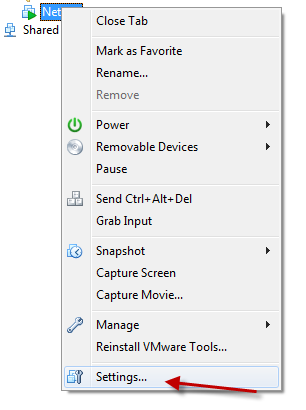 Net
Shared
Close Tab
Mark as Favorite
Rename...
Remove
Power
Removable Devices
Pause
Send Ctrl+Alt+Del
Grab Input
Snapshot
Capture Screen
Capture Movie...
Manage
Reinstall VMware Tools...
Settings...